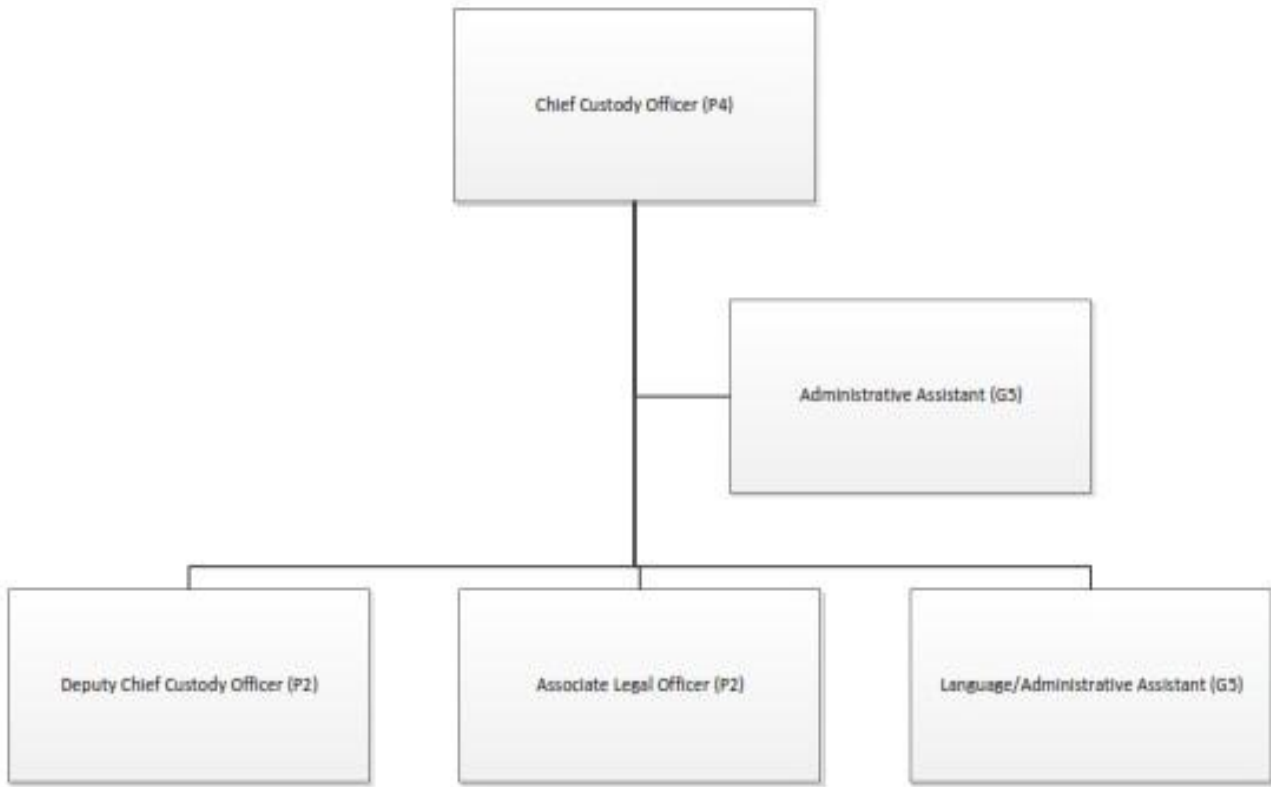 Chief Custody Officer (P4)
Administrative Assistant (G5)
Deputy Chief Custody Officer (P2)
Associate Legal Officer (P2)
Language/Administrative Assistant (G5)